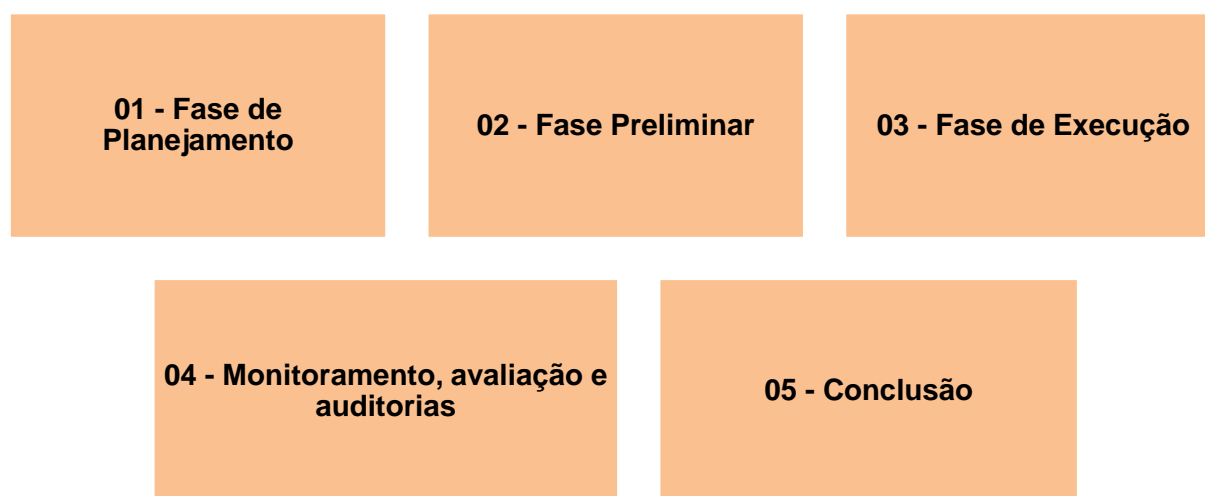 01 - Fase de
Planejamento
02 - Fase Preliminar
03 - Fase de Execução
04 - Monitoramento, avaliação e
auditorias
05 - Conclusão